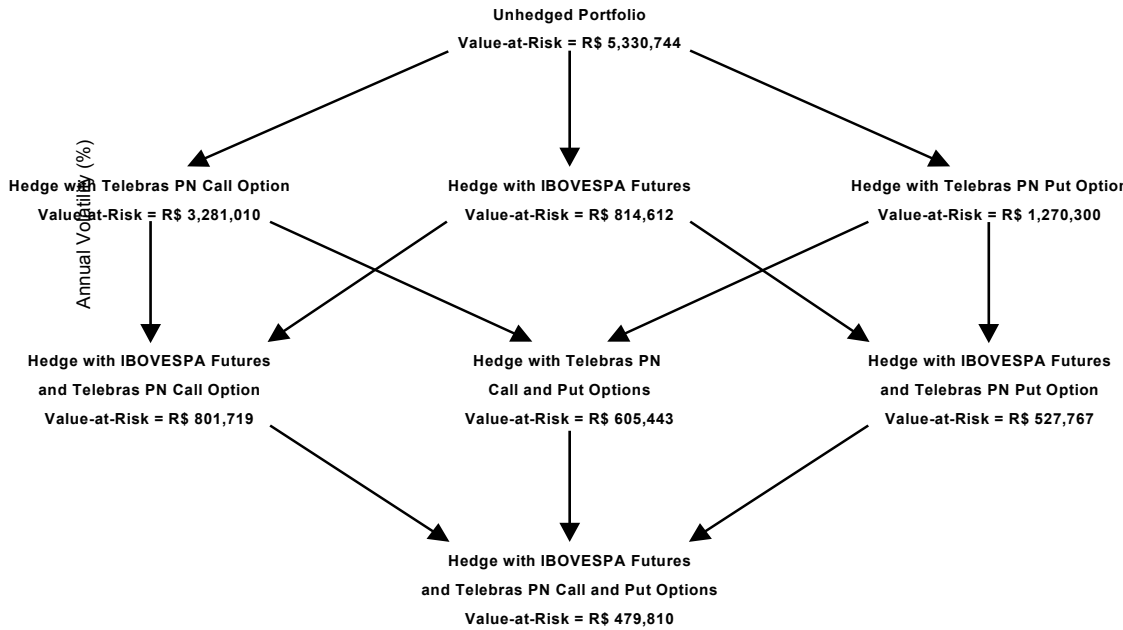 Unhedged Portfolio
Value-at-Risk = R$ 5,330,744
Annual Volatility (%)
Hedge with Telebras PN Call Option
Value-at-Risk = R$ 3,281,010
Hedge with IBOVESPA Futures
Value-at-Risk = R$ 814,612
Hedge with Telebras PN Put Option
Value-at-Risk = R$ 1,270,300
Hedge with IBOVESPA Futures
and Telebras PN Call Option
Value-at-Risk = R$ 801,719
Hedge with Telebras PN
Call and Put Options
Value-at-Risk = R$ 605,443
Hedge with IBOVESPA Futures
and Telebras PN Put Option
Value-at-Risk = R$ 527,767
Hedge with IBOVESPA Futures
and Telebras PN Call and Put Options
Value-at-Risk = R$ 479,810